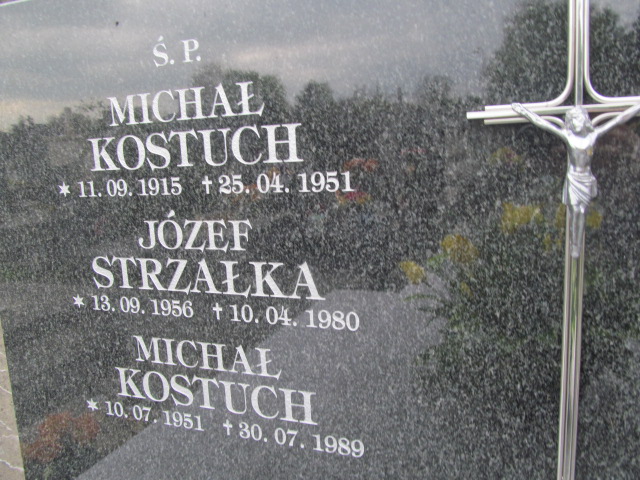 Ś. P.
MICHAŁ
KOSTUCH
* 11. 09. 1915 † 25. 04. 1951
JÓZEF
STRZAŁKA
* 13. 09. 1956 † 10. 04. 1980
MICHAŁ
KOSTUCH
* 10. 07. 1951 † 30. 07. 1989